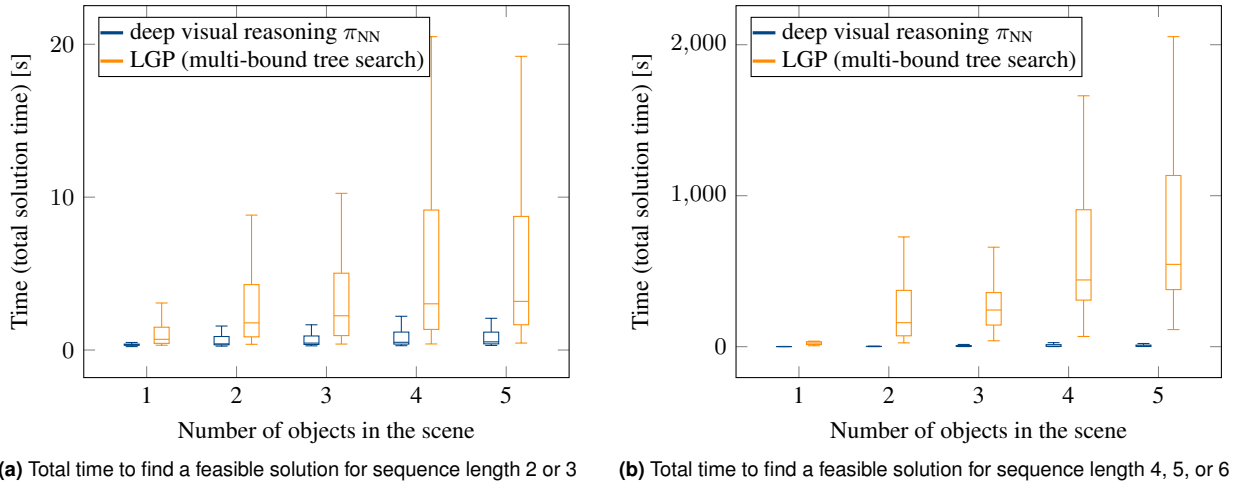 deep visual reasoning πNN
LGP (multi-bound tree search)
20
10
0
Time (total solution time) [s]
1 2 3 4 5
Number of objects in the scene
(a) Total time to find a feasible solution for sequence length 2 or 3
deep visual reasoning πNN
LGP (multi-bound tree search)
2,000
1,000
0
Time (total solution time) [s]
1 2 3 4 5
Number of objects in the scene
(b) Total time to find a feasible solution for sequence length 4, 5, or 6